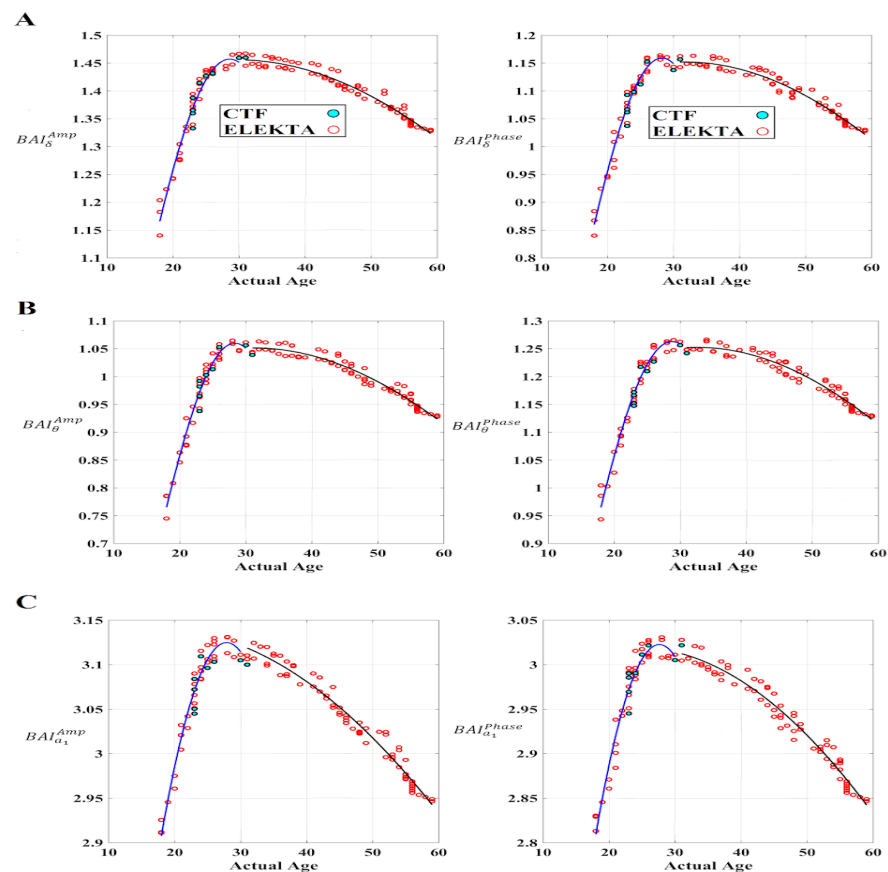 A
1.5
1.45
1.4
1.35
1.3
1.25
1.2
1.15
1.1
10 20 30 40 50 60
Actual Age
BAI_δ^Amp
CTF
ELEKTA
1.2
1.15
1.1
1.05
1
0.95
0.9
0.85
0.8
10 20 30 40 50 60
Actual Age
BAI_δ^Phase
CTF
ELEKTA
B
1.1
1.05
1
0.95
0.9
0.85
0.8
0.75
0.7
10 20 30 40 50 60
Actual Age
BAI_θ^Amp
1.3
1.25
1.2
1.15
1.1
1.05
1
0.95
0.9
10 20 30 40 50 60
Actual Age
BAI_θ^Phase
C
3.15
3.1
3.05
3
2.95
2.9
10 20 30 40 50 60
Actual Age
BAI_a₁^Amp
3.05
3
2.95
2.9
2.85
2.8
10 20 30 40 50 60
Actual Age
BAI_a₁^Phase